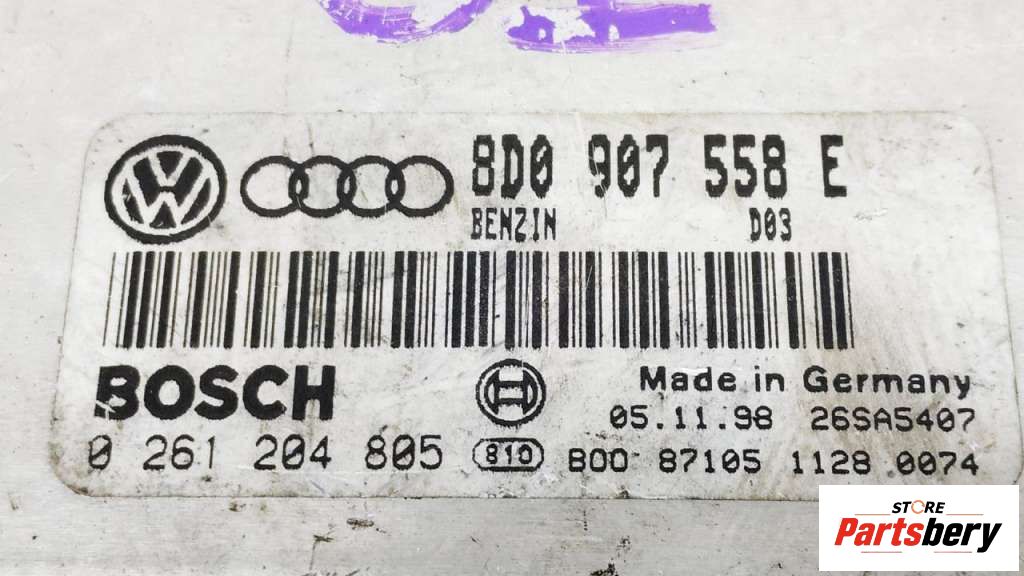 8D0 907 558 E
BENZIN D03
BOSCH
Made in Germany
05.11.98 26SA5407
0 261 204 805 810 800 87105 1128 0074
STORE
Partsbery